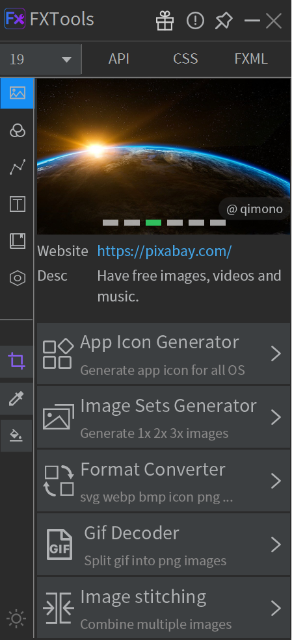 Fx FXTools
19 API CSS FXML
@ qimono
Website https://pixabay.com/
Desc Have free images, videos and
music.
App Icon Generator
Generate app icon for all OS
Image Sets Generator
Generate 1x 2x 3x images
Format Converter
svg webp bmp icon png ...
GIF
Gif Decoder
Split gif into png images
Image stitching
Combine multiple images